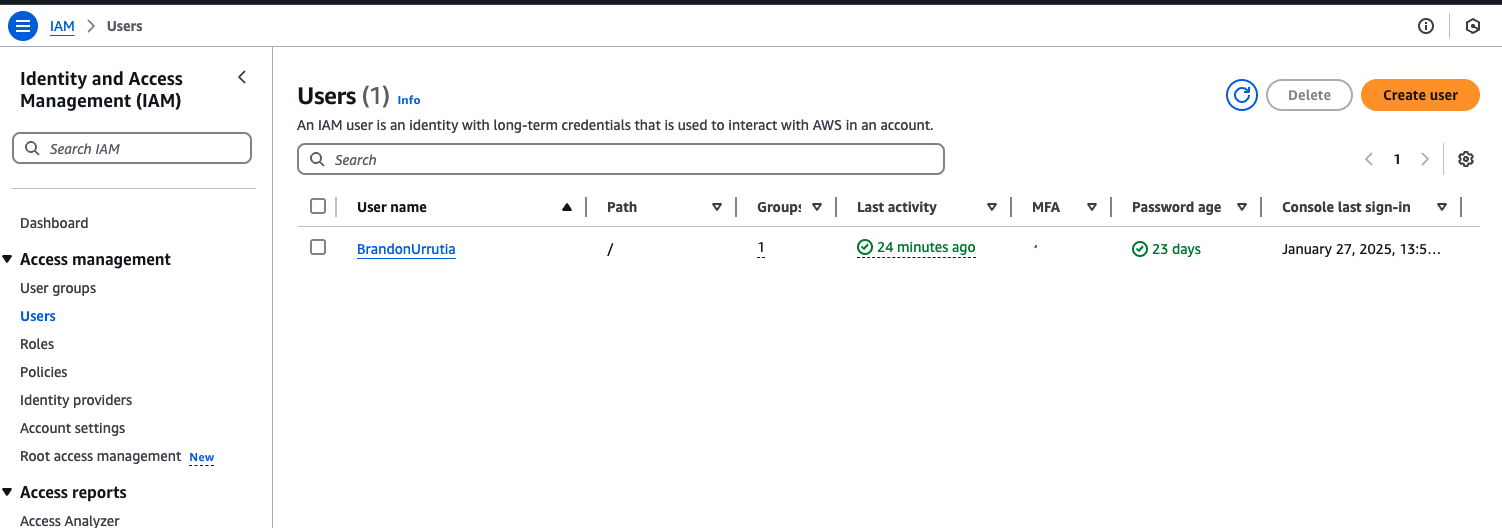 IAM > Users
Identity and Access
Management (IAM)
Search IAM
Dashboard
Access management
User groups
Users
Roles
Policies
Identity providers
Account settings
Root access management New
Access reports
Access Analyzer
Users (1) Info
Delete
Create user
An IAM user is an identity with long-term credentials that is used to interact with AWS in an account.
Search
1
User name Path Groups Last activity MFA Password age Console last sign-in
BrandonUrrutia / 1 24 minutes ago 23 days January 27, 2025, 13:5…